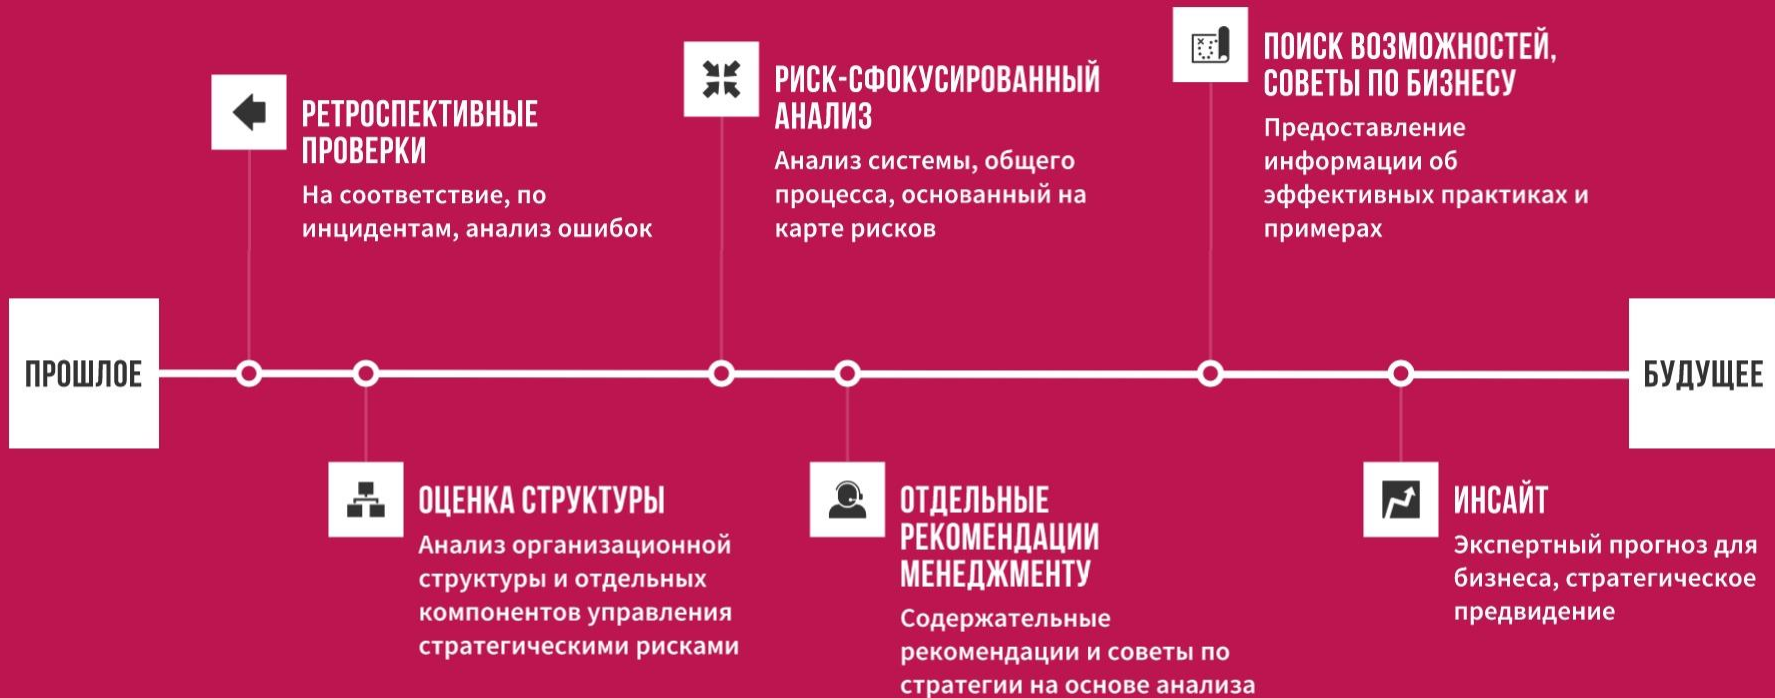 ПРОШЛОЕ
РЕТРОСПЕКТИВНЫЕ
ПРОВЕРКИ
На соответствие, по
инцидентам, анализ ошибок
ОЦЕНКА СТРУКТУРЫ
Анализ организационной
структуры и отдельных
компонентов управления
стратегическими рисками
РИСК-СФОКУСИРОВАННЫЙ
АНАЛИЗ
Анализ системы, общего
процесса, основанный на
карте рисков
ОТДЕЛЬНЫЕ
РЕКОМЕНДАЦИИ
МЕНЕДЖМЕНТУ
Содержательные
рекомендации и советы по
стратегии на основе анализа
ПОИСК ВОЗМОЖНОСТЕЙ,
СОВЕТЫ ПО БИЗНЕСУ
Предоставление
информации об
эффективных практиках и
примерах
ИНСАЙТ
Экспертный прогноз для
бизнеса, стратегическое
предвидение
БУДУЩЕЕ